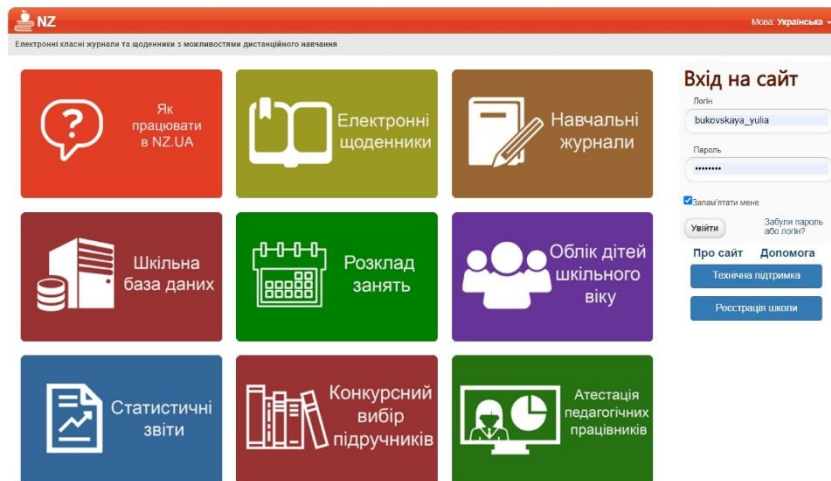 NZ
Мова: Українська
Електронні класні журнали та щоденники з можливостями дистанційного навчання
Як
працювати
в NZ.UA
Електронні
щоденники
Навчальні
журнали
Шкільна
база даних
Розклад
занять
Облік дітей
шкільного
віку
Статистичні
звіти
Конкурсний
вибір
підручників
Атестація
педагогічних
працівників
Вхід на сайт
Логін
bukovskaya_yulia
Пароль
••••••••
Запам'ятати мене
Увійти
Забули пароль
або логін?
Про сайт Допомога
Технічна підтримка
Реєстрація школи